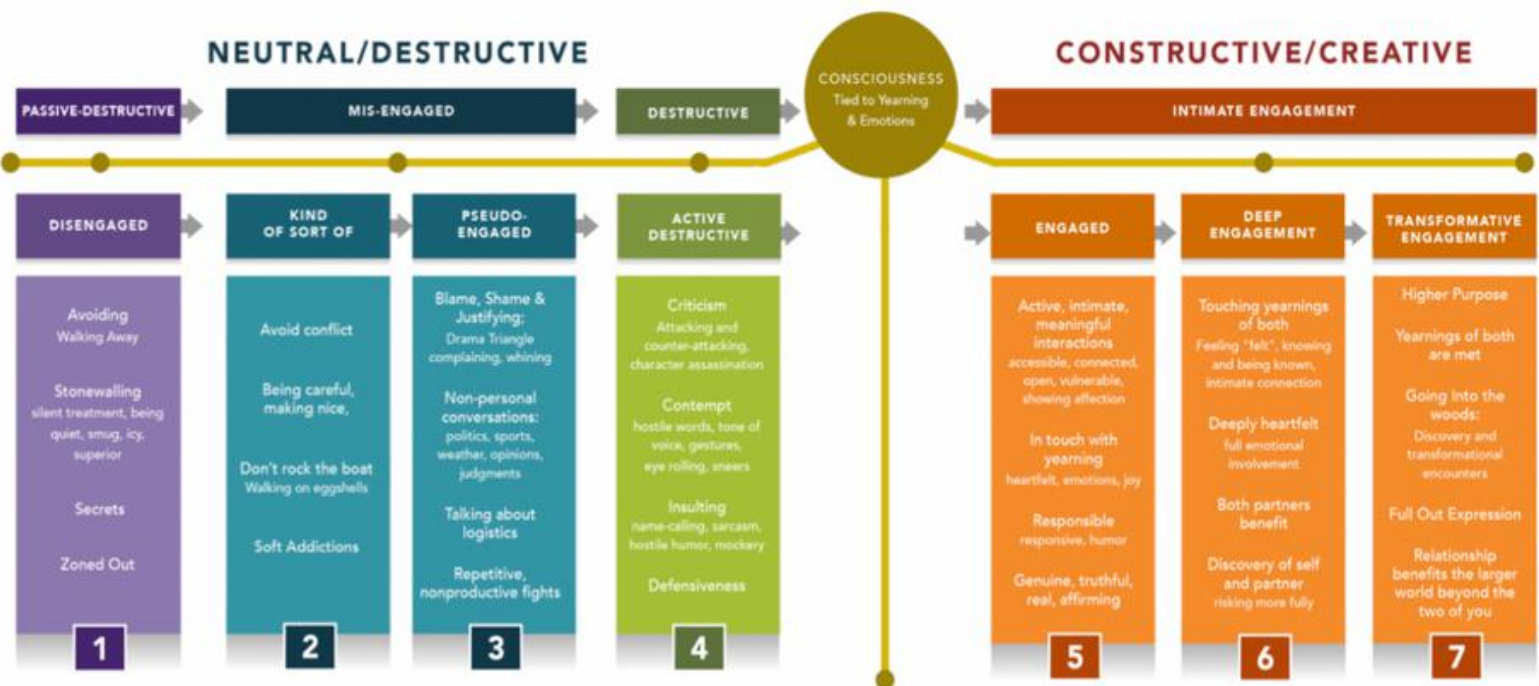 NEUTRAL/DESTRUCTIVE
CONSTRUCTIVE/CREATIVE
CONSCIOUSNESS
Tied to Yearning
& Emotions
PASSIVE-DESTRUCTIVE
MIS-ENGAGED
DESTRUCTIVE
INTIMATE ENGAGEMENT
DISENGAGED
Avoiding
Walking Away
Stonewalling
silent treatment, being
quiet, smug, icy,
superior
Secrets
Zoned Out
1
KIND
OF SORT OF
Avoid conflict
Being careful,
making nice,
Don't rock the boat
Walking on eggshells
Soft Addictions
2
PSEUDO-
ENGAGED
Blame, Shame &
Justifying;
Drama Triangle
complaining, whining
Non-personal
conversations:
politics, sports,
weather, opinions,
judgments
Talking about
logistics
Repetitive,
nonproductive fights
3
ACTIVE
DESTRUCTIVE
Criticism
Attacking and
counter-attacking,
character assassination
Contempt
hostile words, tone of
voice, gestures,
eye rolling, sneers
Insulting
name-calling, sarcasm,
hostile humor, mockery
Defensiveness
4
ENGAGED
Active, intimate,
meaningful
interactions
accessible, connected,
open, vulnerable,
showing affection
In touch with
yearning
heartfelt, emotions, joy
Responsible
responsive, humor
Genuine, truthful,
real, affirming
5
DEEP
ENGAGEMENT
Touching yearnings
of both
Feeling "felt", knowing
and being known,
intimate connection
Deeply heartfelt
full emotional
involvement
Both partners
benefit
Discovery of self
and partner
risking more fully
6
TRANSFORMATIVE
ENGAGEMENT
Higher Purpose
Yearnings of both
are met
Going Into the
woods:
Discovery and
transformational
encounters
Full Out Expression
Relationship
benefits the larger
world beyond the
two of you
7